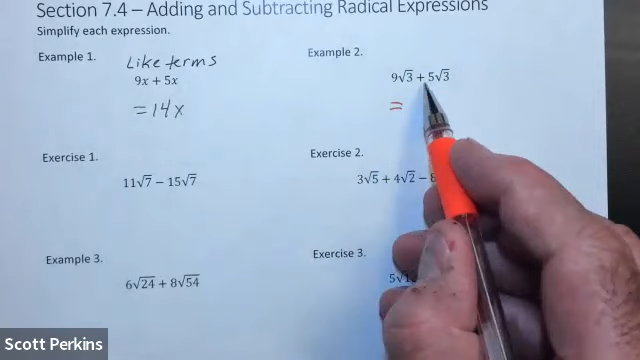 Section 7.4 – Adding and Subtracting Radical Expressions
Simplify each expression.
Example 1.
Like terms
9x + 5x
= 14x
Example 2.
9√3 + 5√3
=
Exercise 1.
11√7 − 15√7
Exercise 2.
3√5 + 4√2 −
Example 3.
6√24 + 8√54
Exercise 3.
Scott Perkins